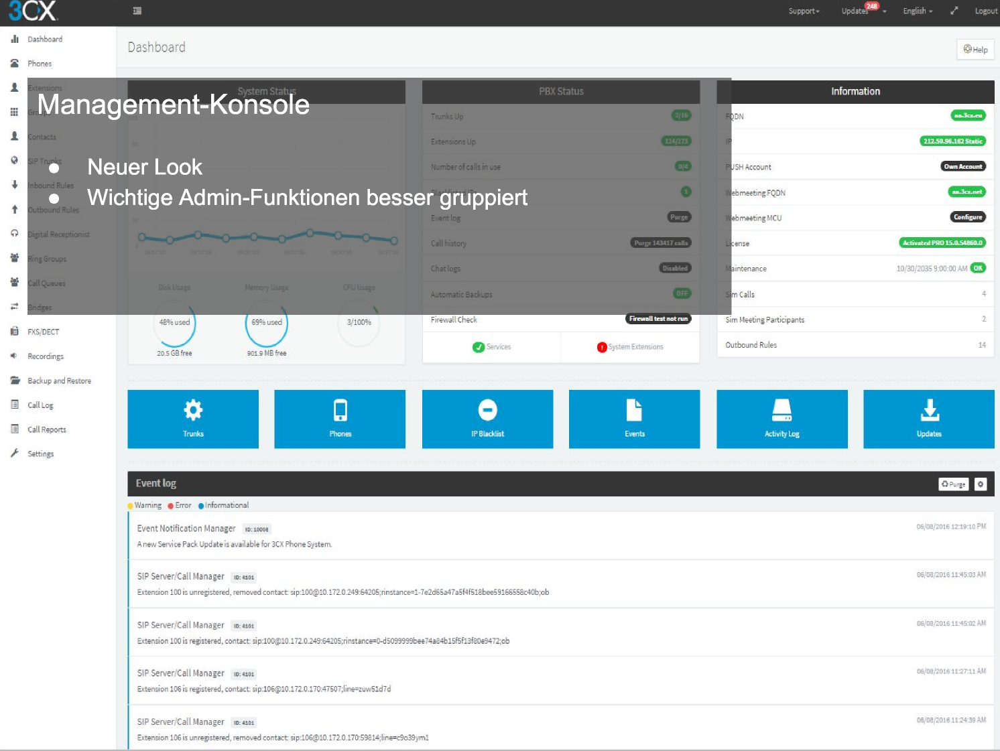 3CX
Support
Updates
248
English
Logout
Dashboard
Phones
Extensions
Contacts
SIP Trunks
Inbound Rules
Outbound Rules
Digital Receptionist
Ring Groups
Call Queues
Bridges
FXS/DECT
Recordings
Backup and Restore
Call Log
Call Reports
Settings
Dashboard
Help
Management-Konsole
Neuer Look
Wichtige Admin-Funktionen besser gruppiert
System Status
Disk Usage
Memory Usage
CPU Usage
48% used
69% used
3/100%
20.5 GB free
901.9 MB free
PBX Status
Trunks Up 2/16
Extensions Up 124/273
Number of calls in use 0/4
1
Event log Purge
Call history Purge 143417 calls
Chat logs Disabled
Automatic Backups OFF
Firewall Check Firewall test not run
Services
System Extensions
Information
FQDN aa.3cx.eu
IP 212.50.96.162 Static
PUSH Account Own Account
Webmeeting FQDN aa.3cx.net
Webmeeting MCU Configure
License Activated PRO 15.0.54860.0
Maintenance 10/30/2035 9:00:00 AM OK
Sim Calls 4
Sim Meeting Participants 2
Outbound Rules 14
Trunks
Phones
IP Blacklist
Events
Activity Log
Updates
Event log
Purge
Warning Error Informational
Event Notification Manager ID: 10008 06/08/2016 12:19:10 PM
A new Service Pack Update is available for 3CX Phone System.
SIP Server/Call Manager ID: 4101 06/08/2016 11:45:03 AM
Extension 100 is unregistered, removed contact: sip:100@10.172.0.249:64205;rinstance=1-7e2d65a47a5f4f518bee59166558c40b;ob
SIP Server/Call Manager ID: 4101 06/08/2016 11:45:02 AM
Extension 100 is registered, contact: sip:100@10.172.0.249:64205;rinstance=0-d5099999bee74a84b15f5f13f80e9472;ob
SIP Server/Call Manager ID: 4101 06/08/2016 11:27:11 AM
Extension 106 is registered, contact: sip:106@10.172.0.170:47507;line=zuw51d7d
SIP Server/Call Manager ID: 4101 06/08/2016 11:24:39 AM
Extension 106 is unregistered, removed contact: sip:106@10.172.0.170:59814;line=c9o39ym1